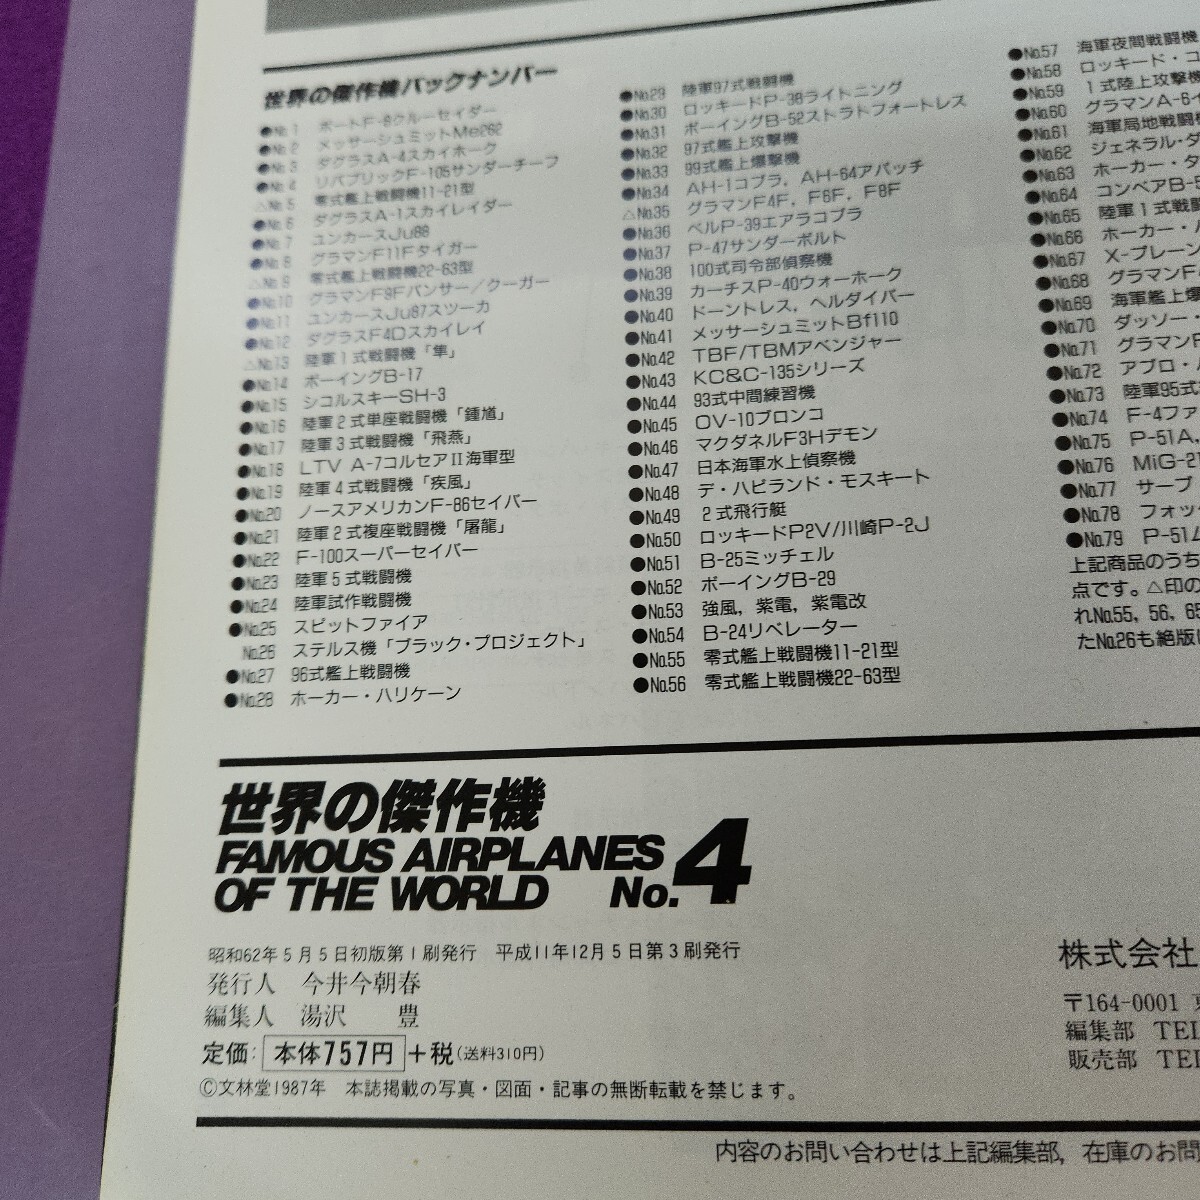 世界の傑作機バックナンバー
●No.1 ボートF-8クルーセイダー
●No.2 メッサーシュミットMe262
●No.3 ダグラスA-4スカイホーク
●No.4 リパブリックF-105サンダーチーフ
△No.5 零式艦上戦闘機11-21型
●No.6 ダグラスA-1スカイレイダー
●No.7 ユンカースJu88
●No.8 グラマンF11Fタイガー
△No.9 零式艦上戦闘機22-63型
●No.10 グラマンF9Fパンサー/クーガー
●No.11 ユンカースJu87スツーカ
●No.12 ダグラスF4Dスカイレイ
△No.13 陸軍1式戦闘機「隼」
●No.14 ボーイングB-17
●No.15 シコルスキーSH-3
●No.16 陸軍2式単座戦闘機「鍾馗」
●No.17 陸軍3式戦闘機「飛燕」
●No.18 LTV A-7コルセアII海軍型
●No.19 陸軍4式戦闘機「疾風」
●No.20 ノースアメリカンF-86セイバー
●No.21 陸軍2式複座戦闘機「屠龍」
●No.22 F-100スーパーセイバー
●No.23 陸軍5式戦闘機
●No.24 陸軍試作戦闘機
●No.25 スピットファイア
No.26 ステルス機「ブラック・プロジェクト」
●No.27 96式艦上戦闘機
●No.28 ホーカー・ハリケーン
●No.29 陸軍97式戦闘機
●No.30 ロッキードP-38ライトニング
●No.31 ボーイングB-52ストラトフォートレス
●No.32 97式艦上攻撃機
●No.33 99式艦上爆撃機
●No.34 AH-1コブラ, AH-64アパッチ
△No.35 グラマンF4F, F6F, F8F
●No.36 ベルP-39エアラコブラ
●No.37 P-47サンダーボルト
●No.38 100式司令部偵察機
●No.39 カーチスP-40ウォーホーク
●No.40 ドーントレス, ヘルダイバー
●No.41 メッサーシュミットBf110
●No.42 TBF/TBMアベンジャー
●No.43 KC&C-135シリーズ
●No.44 93式中間練習機
●No.45 OV-10ブロンコ
●No.46 マクダネルF3Hデモン
●No.47 日本海軍水上偵察機
●No.48 デ・ハビランド・モスキート
●No.49 2式飛行艇
●No.50 ロッキードP2V/川崎P-2J
●No.51 B-25ミッチェル
●No.52 ボーイングB-29
●No.53 強風, 紫電, 紫電改
●No.54 B-24リベレーター
●No.55 零式艦上戦闘機11-21型
●No.56 零式艦上戦闘機22-63型
●No.57 海軍夜間戦闘機
●No.58 ロッキード・コ
●No.59 1式陸上攻撃機
●No.60 グラマンA-6イ
●No.61 海軍局地戦闘機
●No.62 ジェネラル・ダ
●No.63 ホーカー・タ
●No.64 コンベアB-5
●No.65 陸軍1式戦闘
●No.66 ホーカー・ハ
●No.67 X-プレーン
●No.68 グラマンF
●No.69 海軍艦上爆
●No.70 ダッソー・
●No.71 グラマンF
●No.72 アブロ・
●No.73 陸軍95式
●No.74 F-4ファ
●No.75 P-51A,
●No.76 MiG-21
●No.77 サーブ
●No.78 フォッケ
●No.79 P-51ム
上記商品のうち
点です。△印の
れNo.55, 56, 65
たNo.26も絶版
世界の傑作機
FAMOUS AIRPLANES
OF THE WORLD No.4
昭和62年5月5日初版第1刷発行 平成11年12月5日第3刷発行
発行人 今井今朝春
編集人 湯沢 豊
定価: 本体757円+税(送料310円)
©文林堂1987年 本誌掲載の写真・図面・記事の無断転載を禁じます。
株式会社
〒164-0001
編集部 TEL
販売部 TEL
内容のお問い合わせは上記編集部, 在庫のお問